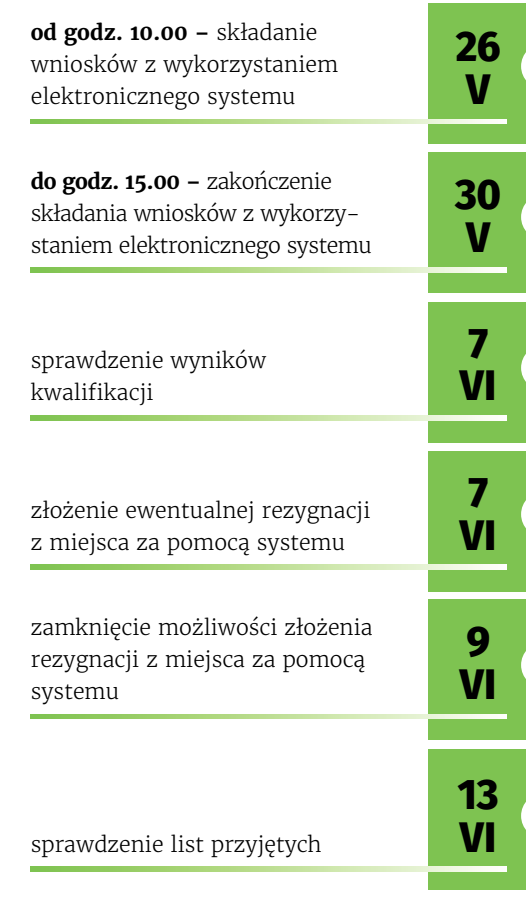 od godz. 10.00 – składanie
wniosków z wykorzystaniem
elektronicznego systemu
26
V
do godz. 15.00 – zakończenie
składania wniosków z wykorzy-
staniem elektronicznego systemu
30
V
sprawdzenie wyników
kwalifikacji
7
VI
złożenie ewentualnej rezygnacji
z miejsca za pomocą systemu
7
VI
zamknięcie możliwości złożenia
rezygnacji z miejsca za pomocą
systemu
9
VI
sprawdzenie list przyjętych
13
VI